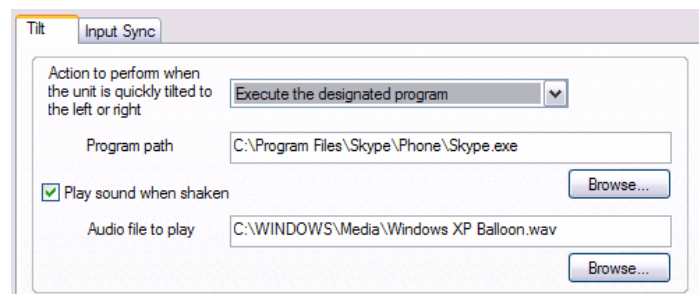 Tilt
Input Sync
Action to perform when
the unit is quickly tilted to
the left or right
Execute the designated program
Program path
C:\Program Files\Skype\Phone\Skype.exe
Browse...
Play sound when shaken
Audio file to play
C:\WINDOWS\Media\Windows XP Balloon.wav
Browse...